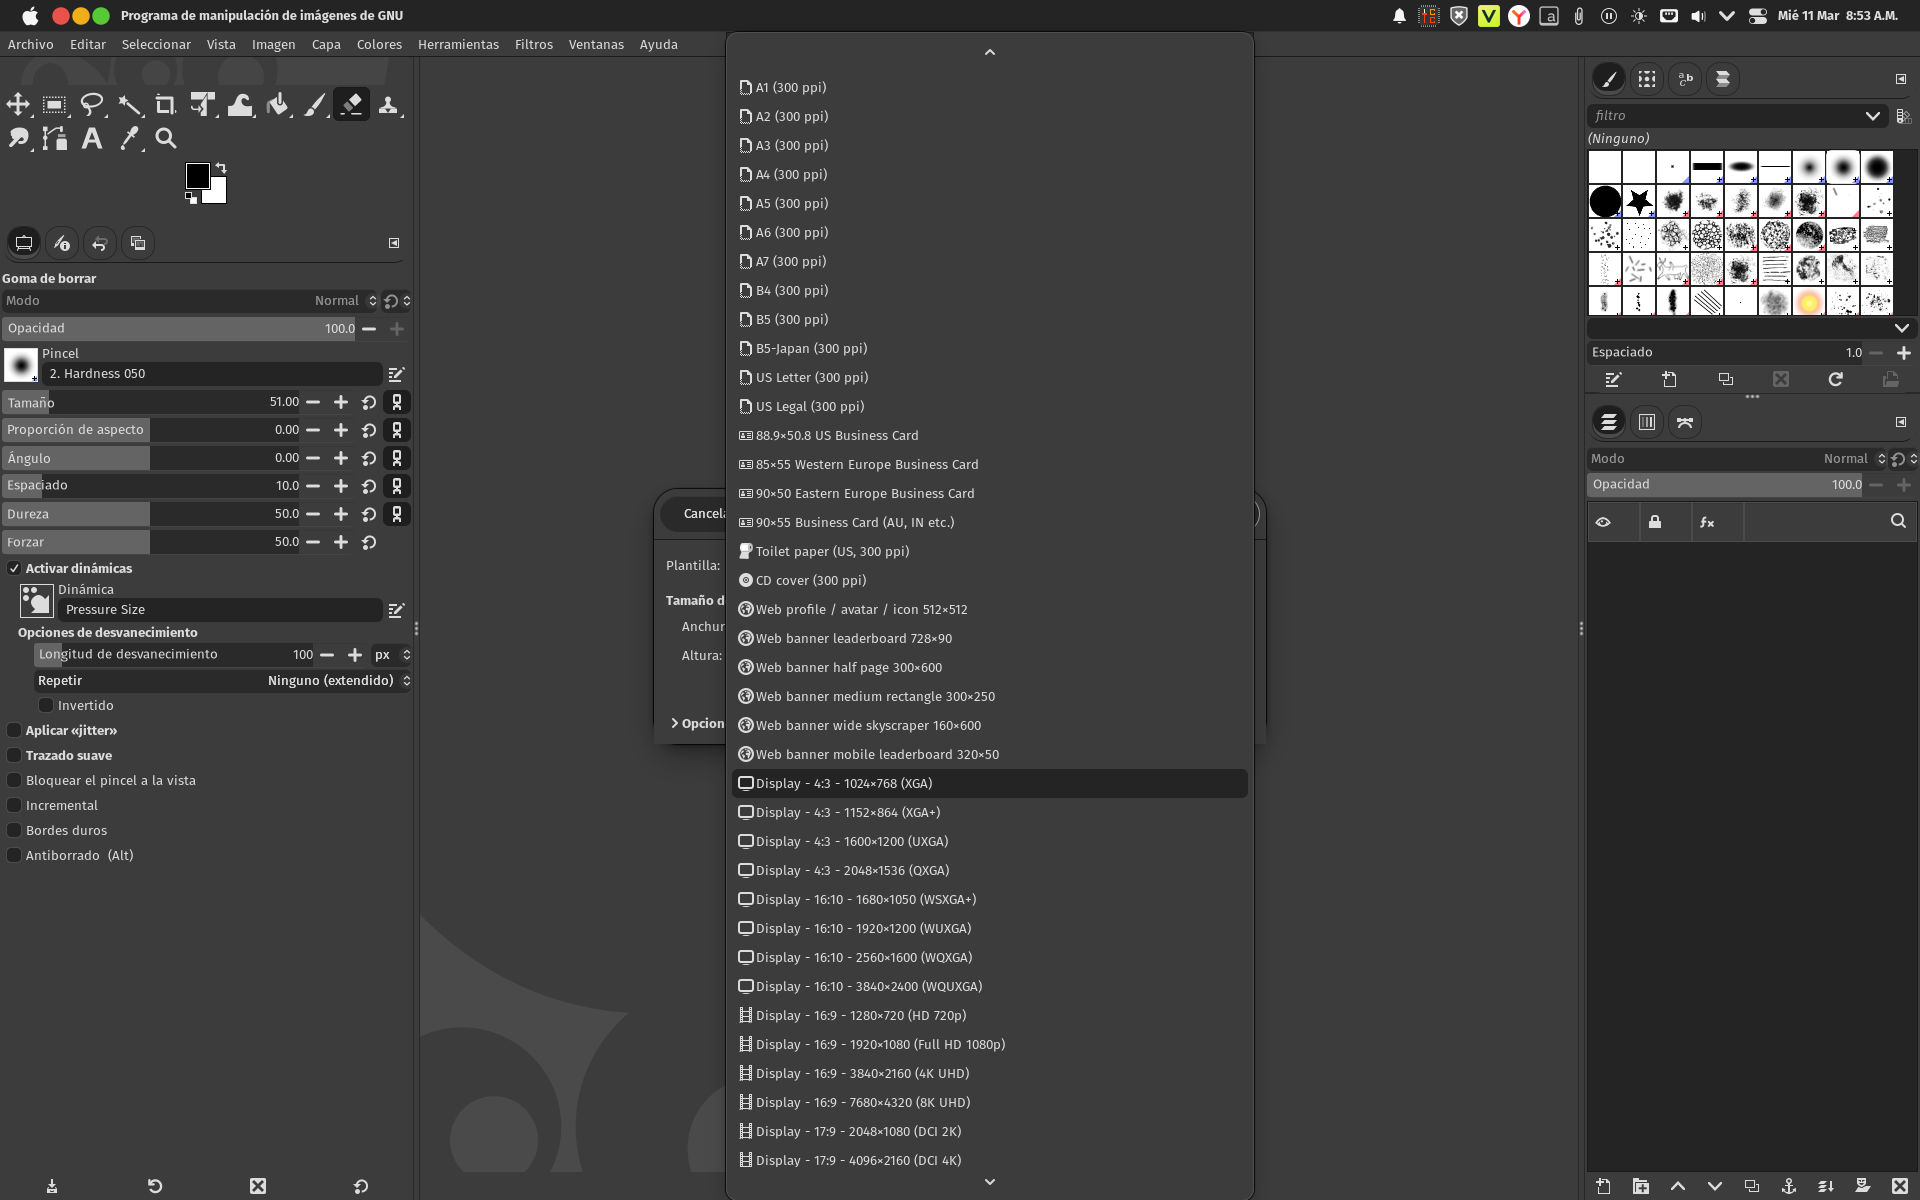 Programa de manipulación de imágenes de GNU
Mié 11 Mar 8:53 A.M.
Archivo Editar Seleccionar Vista Imagen Capa Colores Herramientas Filtros Ventanas Ayuda
Goma de borrar
Modo Normal
Opacidad 100.0
Pincel
2. Hardness 050
Tamaño 51.00
Proporción de aspecto 0.00
Ángulo 0.00
Espaciado 10.0
Dureza 50.0
Forzar 50.0
Activar dinámicas
Dinámica
Pressure Size
Opciones de desvanecimiento
Longitud de desvanecimiento 100 px
Repetir Ninguno (extendido)
Invertido
Aplicar «jitter»
Trazado suave
Bloquear el pincel a la vista
Incremental
Bordes duros
Antiborrado (Alt)
Cancela
Plantilla:
Tamaño d
Anchur
Altura:
Opcion
A1 (300 ppi)
A2 (300 ppi)
A3 (300 ppi)
A4 (300 ppi)
A5 (300 ppi)
A6 (300 ppi)
A7 (300 ppi)
B4 (300 ppi)
B5 (300 ppi)
B5-Japan (300 ppi)
US Letter (300 ppi)
US Legal (300 ppi)
88.9×50.8 US Business Card
85×55 Western Europe Business Card
90×50 Eastern Europe Business Card
90×55 Business Card (AU, IN etc.)
Toilet paper (US, 300 ppi)
CD cover (300 ppi)
Web profile / avatar / icon 512×512
Web banner leaderboard 728×90
Web banner half page 300×600
Web banner medium rectangle 300×250
Web banner wide skyscraper 160×600
Web banner mobile leaderboard 320×50
Display - 4:3 - 1024×768 (XGA)
Display - 4:3 - 1152×864 (XGA+)
Display - 4:3 - 1600×1200 (UXGA)
Display - 4:3 - 2048×1536 (QXGA)
Display - 16:10 - 1680×1050 (WSXGA+)
Display - 16:10 - 1920×1200 (WUXGA)
Display - 16:10 - 2560×1600 (WQXGA)
Display - 16:10 - 3840×2400 (WQUXGA)
Display - 16:9 - 1280×720 (HD 720p)
Display - 16:9 - 1920×1080 (Full HD 1080p)
Display - 16:9 - 3840×2160 (4K UHD)
Display - 16:9 - 7680×4320 (8K UHD)
Display - 17:9 - 2048×1080 (DCI 2K)
Display - 17:9 - 4096×2160 (DCI 4K)
filtro
(Ninguno)
Espaciado 1.0
Modo Normal
Opacidad 100.0
fx